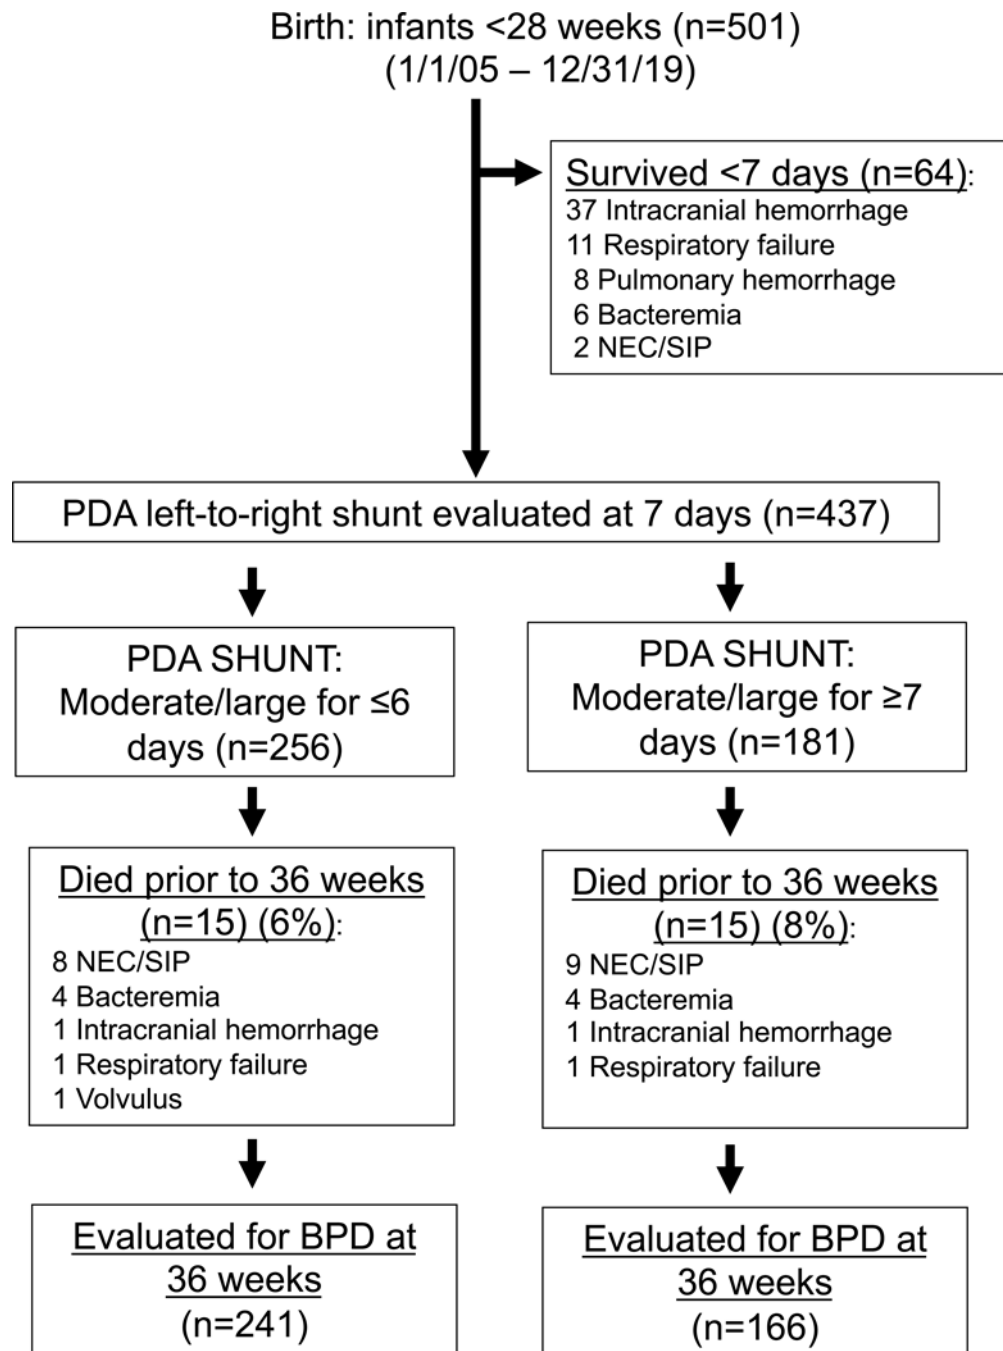 Birth: infants <28 weeks (n=501)
(1/1/05 – 12/31/19)
Survived <7 days (n=64):
37 Intracranial hemorrhage
11 Respiratory failure
8 Pulmonary hemorrhage
6 Bacteremia
2 NEC/SIP
PDA left-to-right shunt evaluated at 7 days (n=437)
PDA SHUNT:
Moderate/large for ≤6
days (n=256)
PDA SHUNT:
Moderate/large for ≥7
days (n=181)
Died prior to 36 weeks
(n=15) (6%):
8 NEC/SIP
4 Bacteremia
1 Intracranial hemorrhage
1 Respiratory failure
1 Volvulus
Died prior to 36 weeks
(n=15) (8%):
9 NEC/SIP
4 Bacteremia
1 Intracranial hemorrhage
1 Respiratory failure
Evaluated for BPD at
36 weeks
(n=241)
Evaluated for BPD at
36 weeks
(n=166)